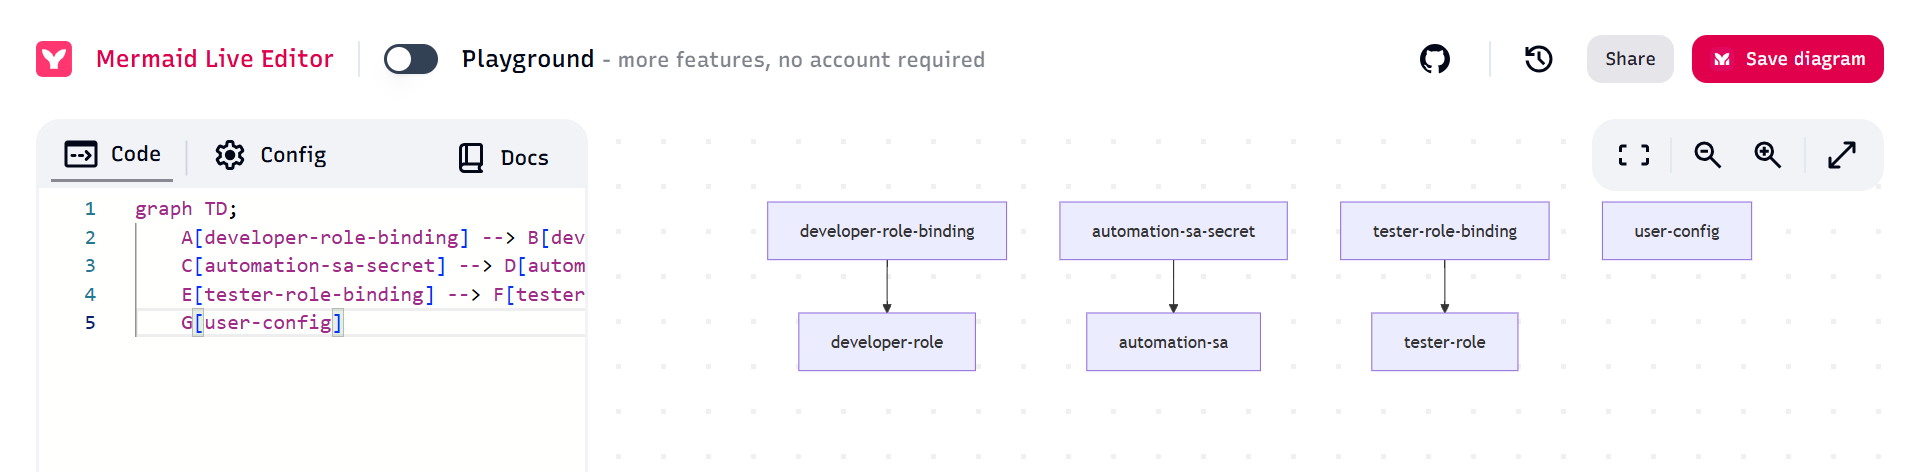 Mermaid Live Editor
Playground - more features, no account required
Share
Save diagram
Code
Config
Docs
1 graph TD;
2 A[developer-role-binding] --> B[dev
3 C[automation-sa-secret] --> D[autom
4 E[tester-role-binding] --> F[tester
5 G[user-config]
developer-role-binding
automation-sa-secret
tester-role-binding
user-config
developer-role
automation-sa
tester-role